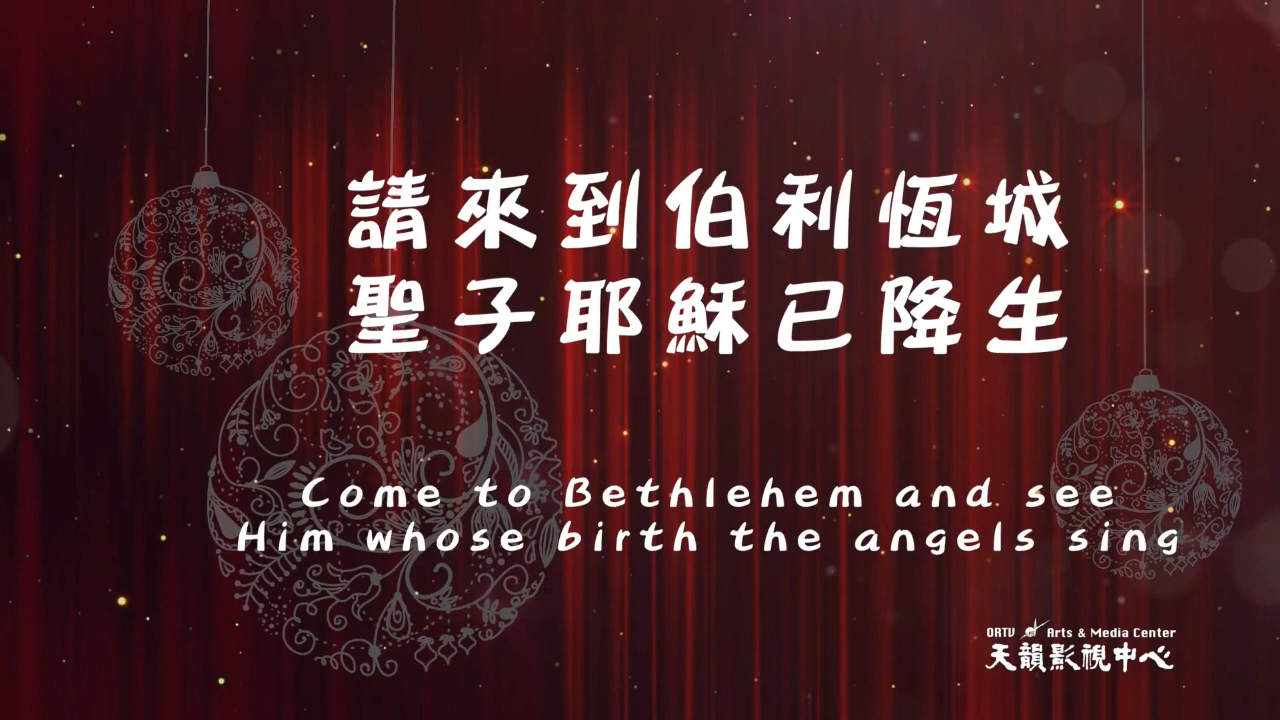 請來到伯利恆城
聖子耶穌已降生
Come to Bethlehem and see
Him whose birth the angels sing
ORTV Arts & Media Center
天韻影視中心